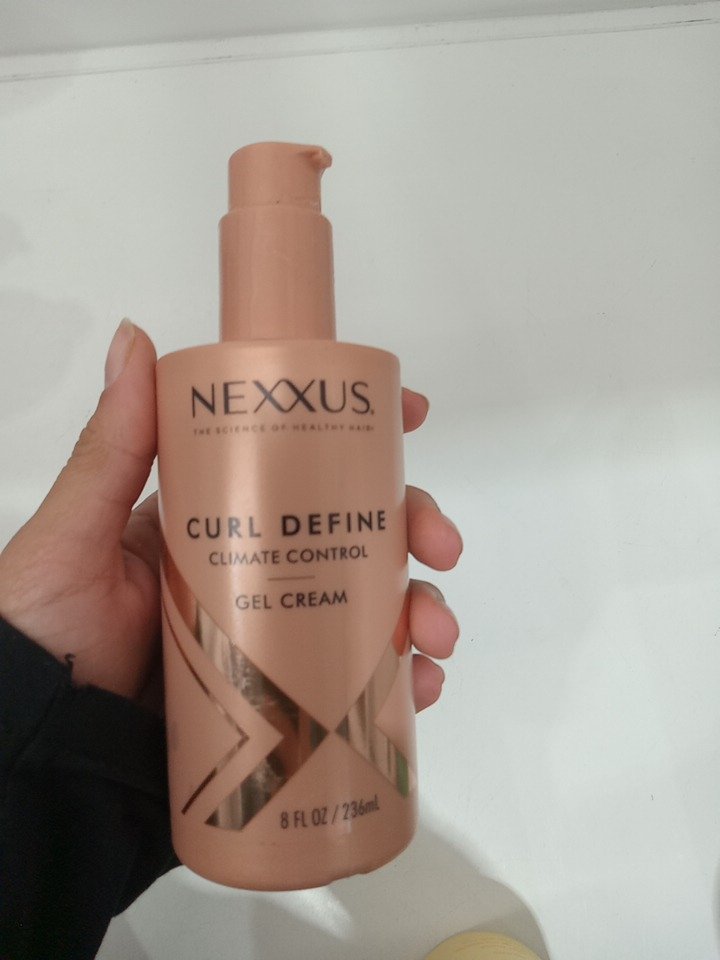 NEXXUS®
THE SCIENCE OF HEALTHY HAIR®
CURL DEFINE
CLIMATE CONTROL
GEL CREAM
8 FL OZ / 236mL